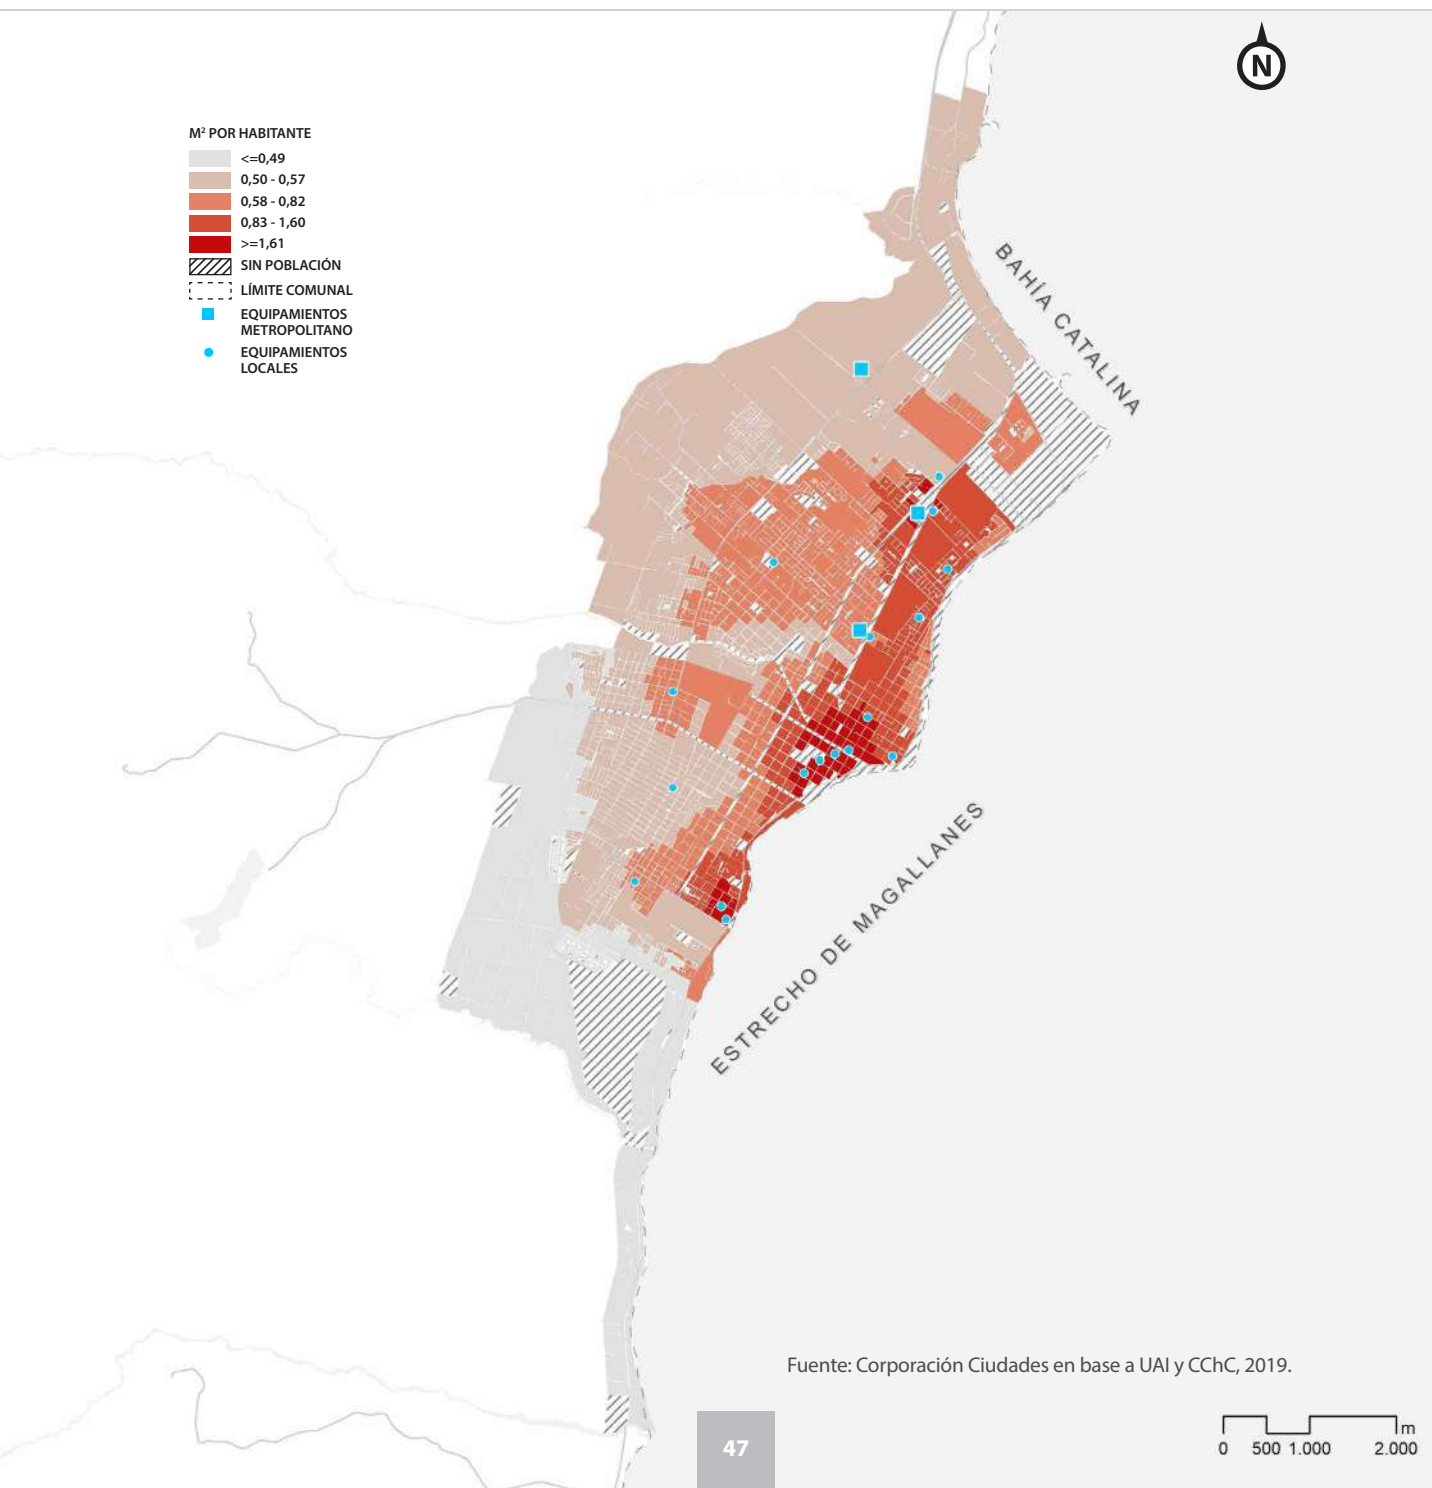 N
M² POR HABITANTE
<=0,49
0,50 - 0,57
0,58 - 0,82
0,83 - 1,60
>=1,61
SIN POBLACIÓN
LÍMITE COMUNAL
EQUIPAMIENTOS
METROPOLITANO
EQUIPAMIENTOS
LOCALES
BAHÍA CATALINA
ESTRECHO DE MAGALLANES
Fuente: Corporación Ciudades en base a UAI y CChC, 2019.
m
0 500 1.000 2.000
47